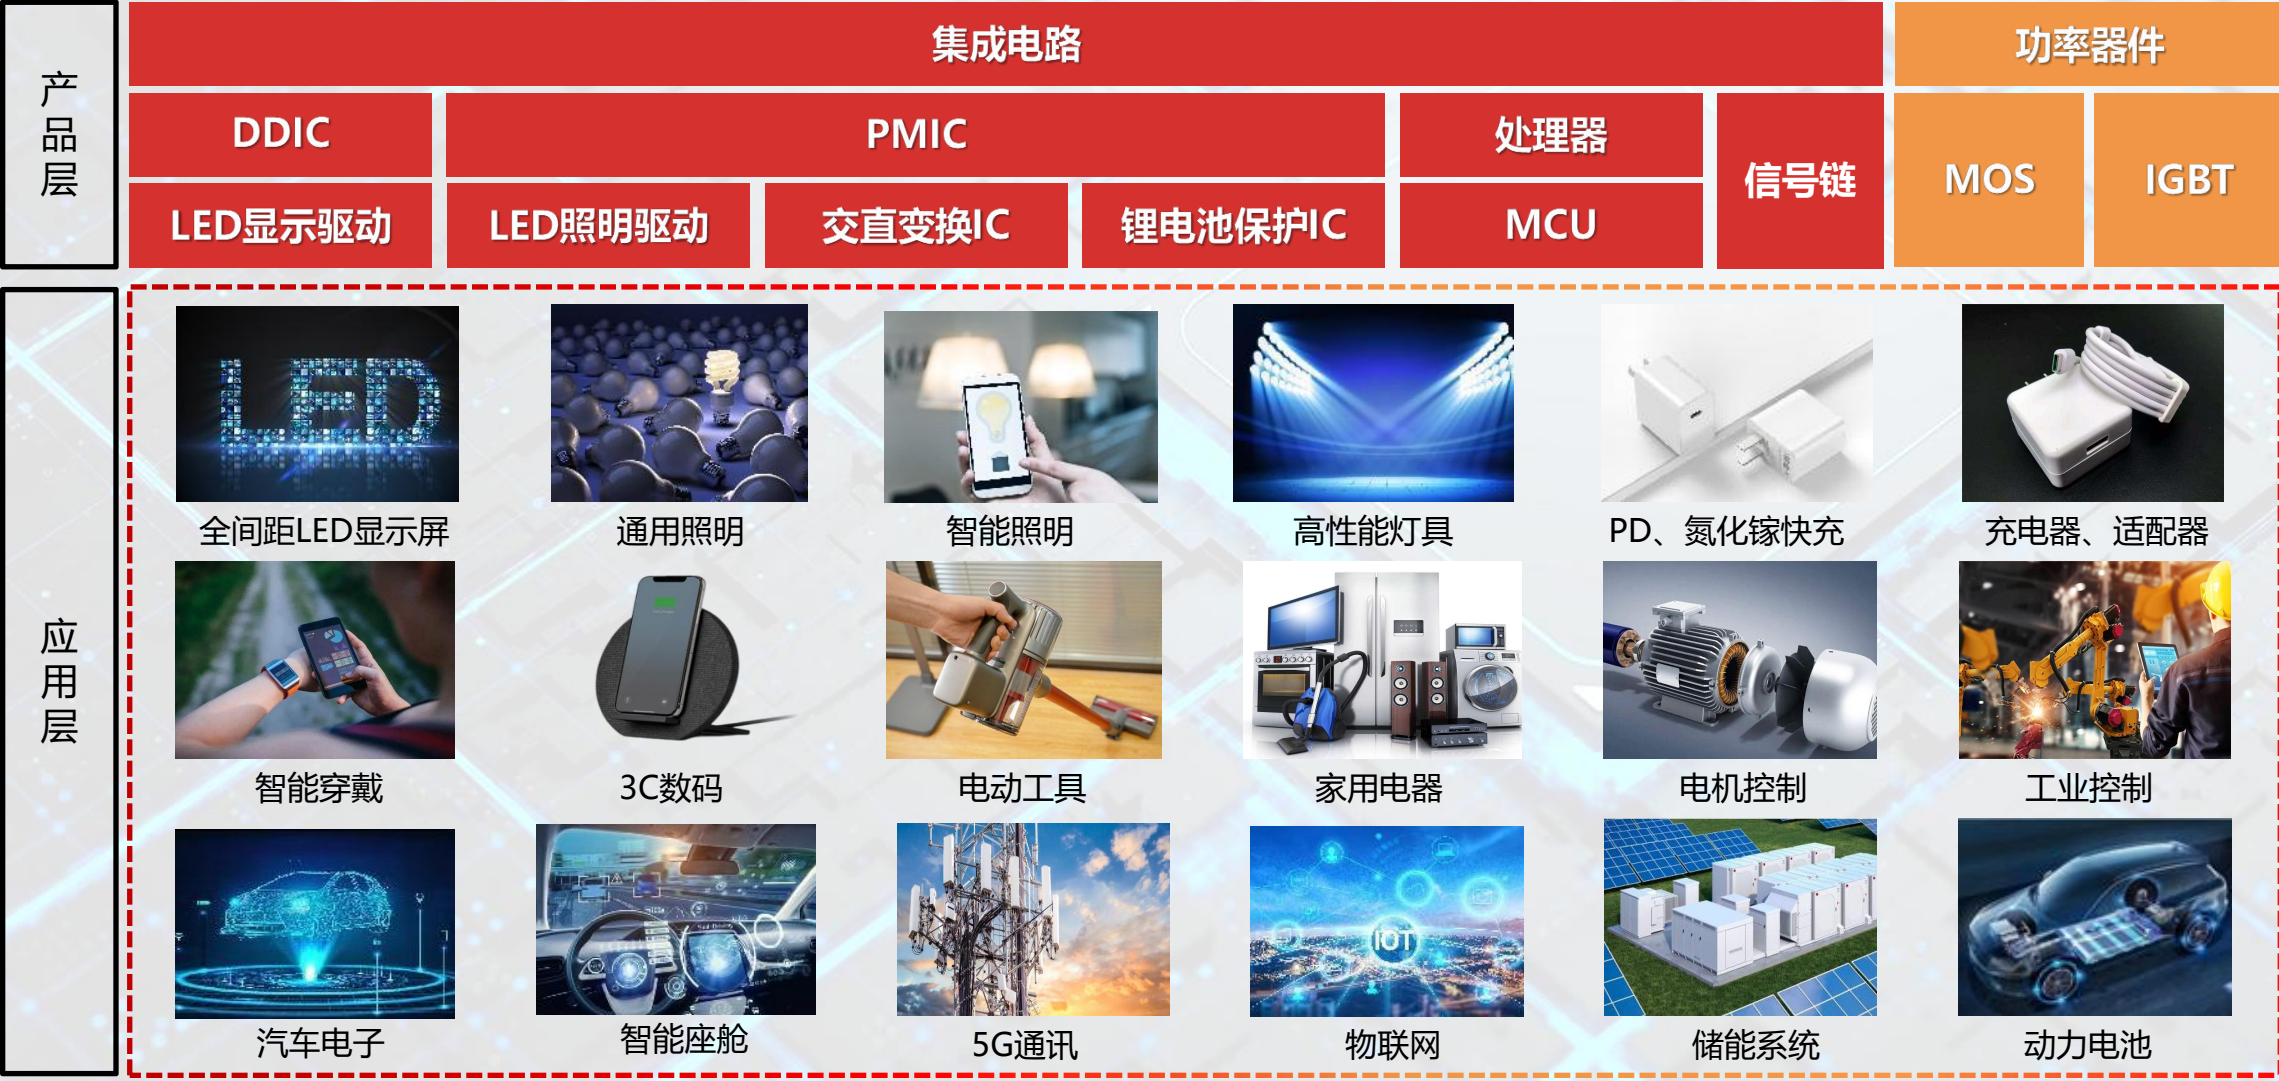 产品层
集成电路
功率器件
DDIC
PMIC
处理器
信号链
MOS
IGBT
LED显示驱动
LED照明驱动
交直变换IC
锂电池保护IC
MCU
应用层
LED
全间距LED显示屏
通用照明
智能照明
高性能灯具
PD、氮化镓快充
充电器、适配器
智能穿戴
3C数码
电动工具
家用电器
电机控制
工业控制
IOT
汽车电子
智能座舱
5G通讯
物联网
储能系统
动力电池